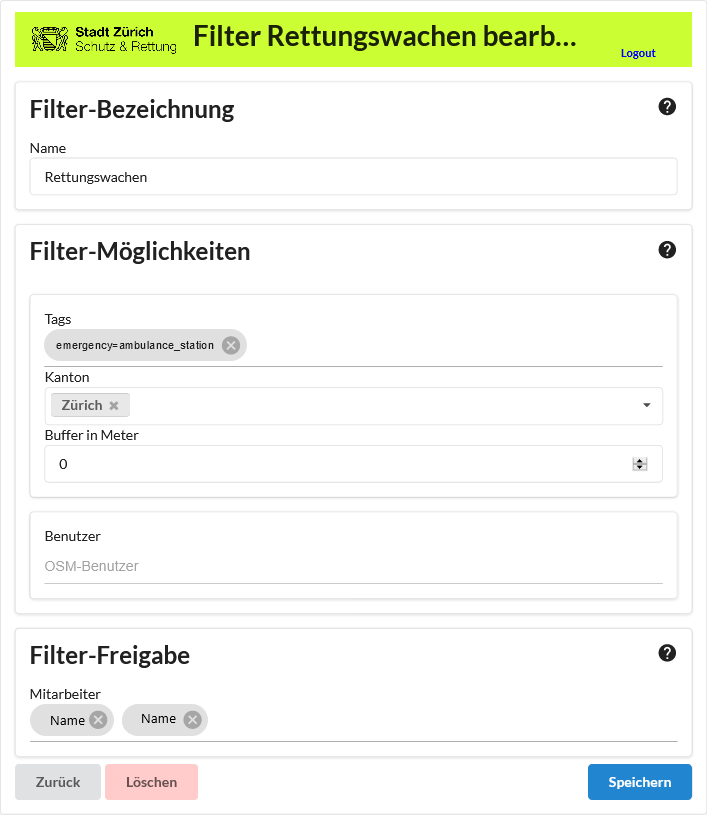 Stadt Zürich
Schutz & Rettung
Filter Rettungswachen bearb...
Logout
Filter-Bezeichnung
Name
Rettungswachen
Filter-Möglichkeiten
Tags
emergency=ambulance_station
Kanton
Zürich
Buffer in Meter
0
Benutzer
OSM-Benutzer
Filter-Freigabe
Mitarbeiter
Name Name
Zurück Löschen Speichern